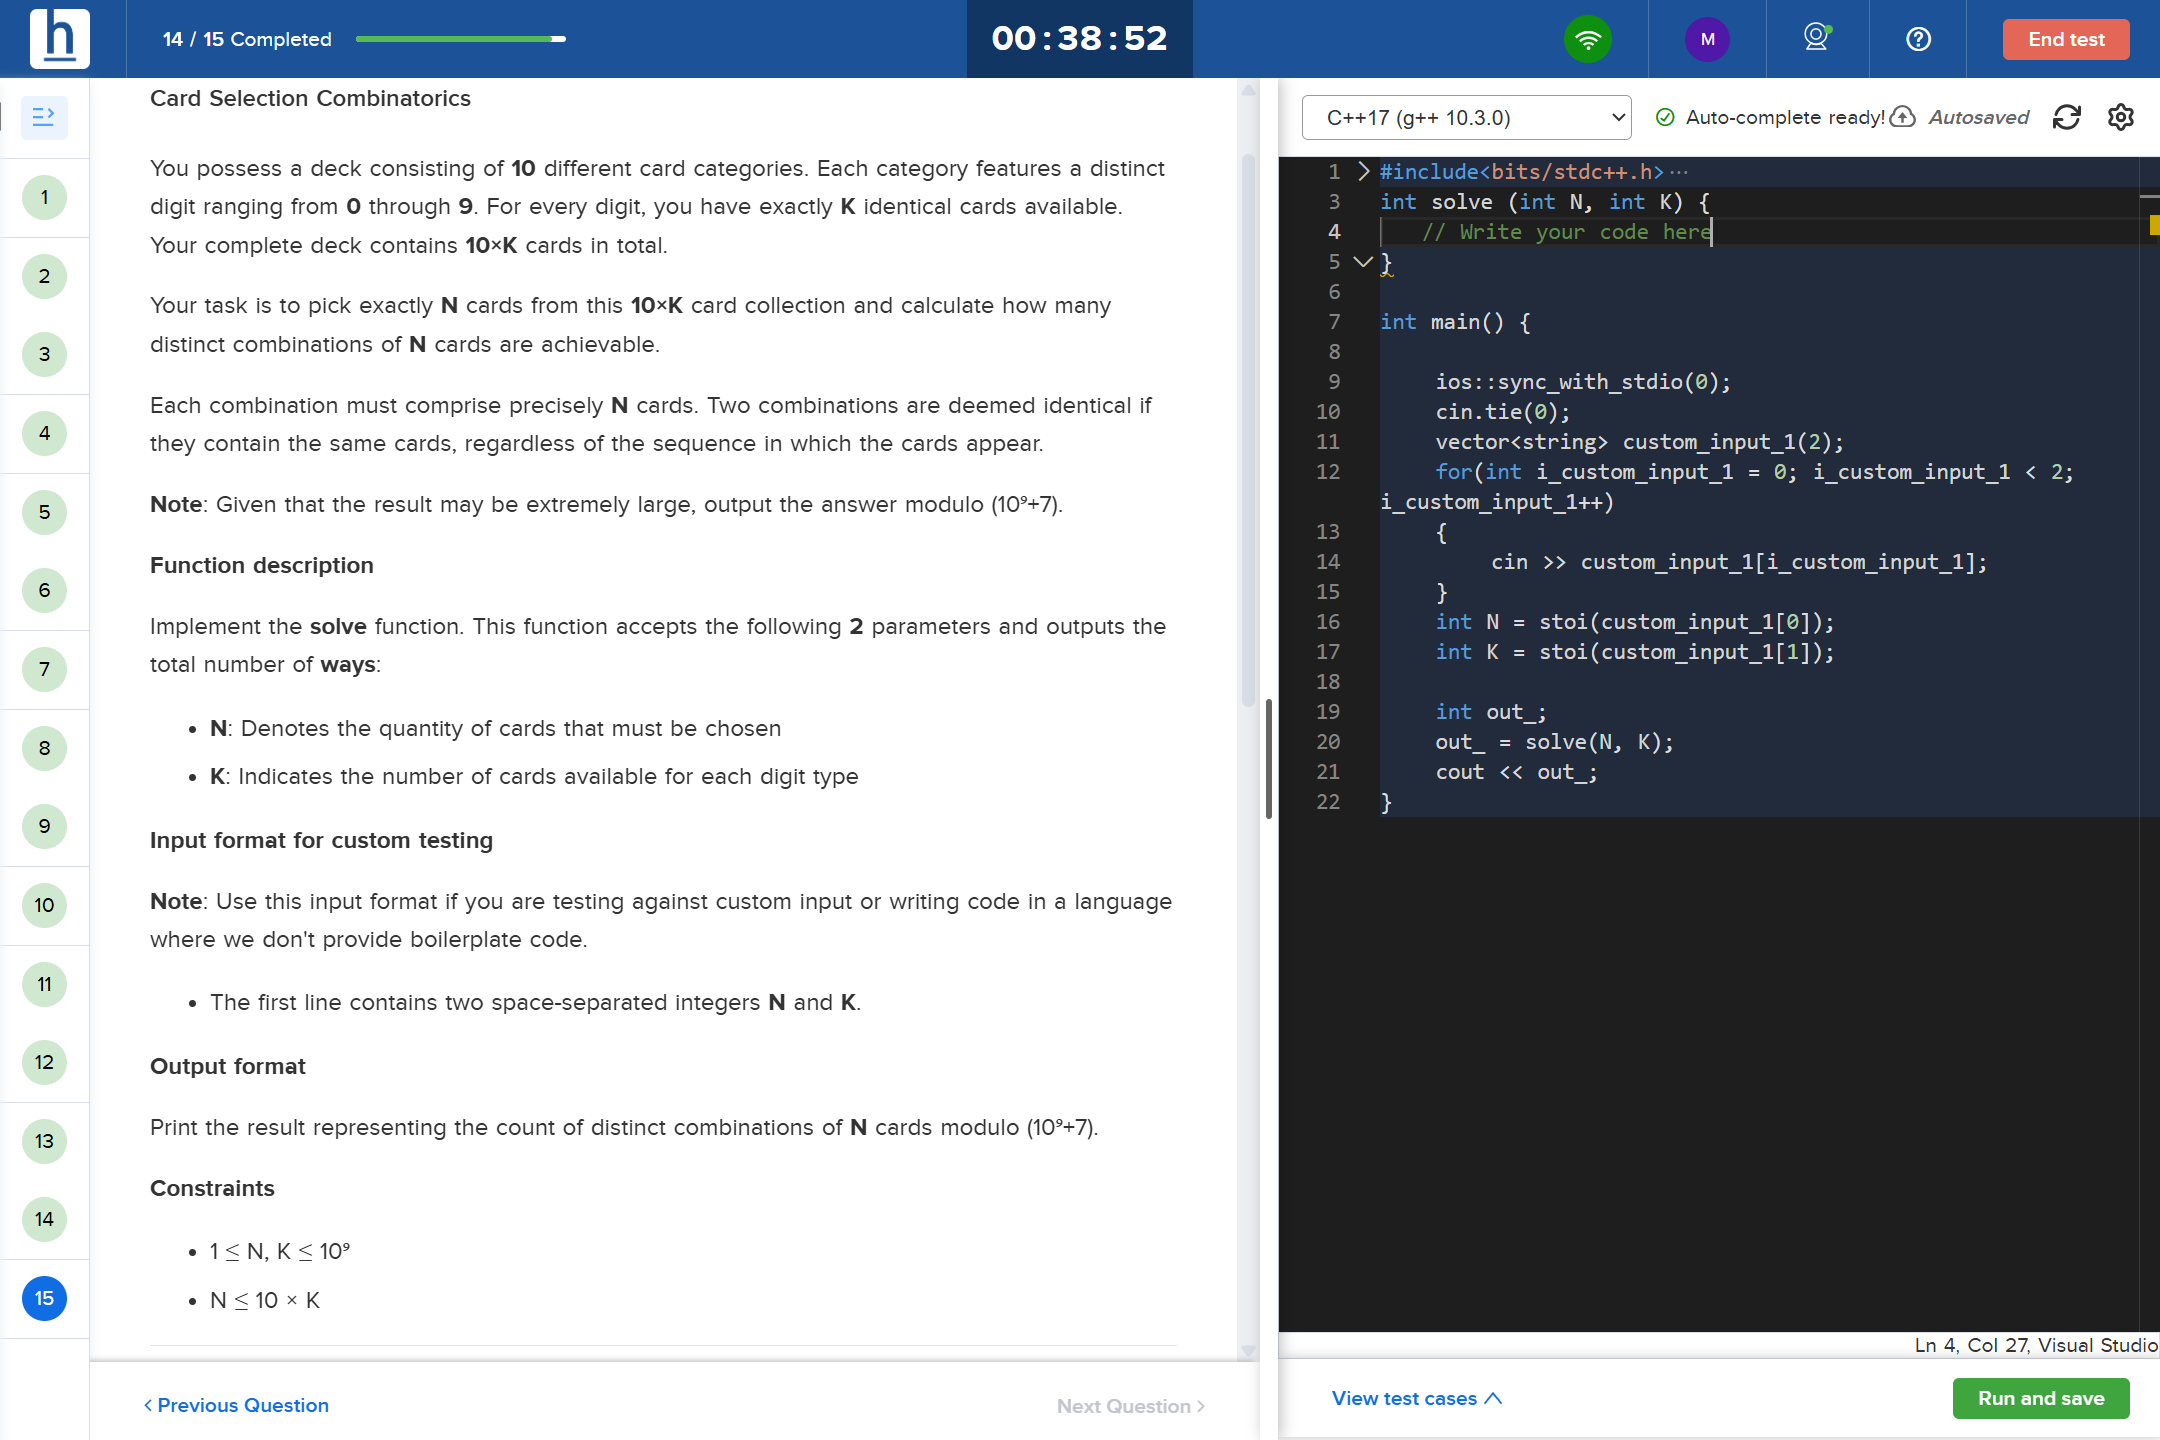 h
14 / 15 Completed
00:38:52
M
End test
1
2
3
4
5
6
7
8
9
10
11
12
13
14
15
Card Selection Combinatorics
You possess a deck consisting of 10 different card categories. Each category features a distinct
digit ranging from 0 through 9. For every digit, you have exactly K identical cards available.
Your complete deck contains 10×K cards in total.
Your task is to pick exactly N cards from this 10×K card collection and calculate how many
distinct combinations of N cards are achievable.
Each combination must comprise precisely N cards. Two combinations are deemed identical if
they contain the same cards, regardless of the sequence in which the cards appear.
Note: Given that the result may be extremely large, output the answer modulo (10⁹+7).
Function description
Implement the solve function. This function accepts the following 2 parameters and outputs the
total number of ways:
• N: Denotes the quantity of cards that must be chosen
• K: Indicates the number of cards available for each digit type
Input format for custom testing
Note: Use this input format if you are testing against custom input or writing code in a language
where we don't provide boilerplate code.
• The first line contains two space-separated integers N and K.
Output format
Print the result representing the count of distinct combinations of N cards modulo (10⁹+7).
Constraints
• 1 ≤ N, K ≤ 10⁹
• N ≤ 10 × K
Previous Question
Next Question
C++17 (g++ 10.3.0)
Auto-complete ready!
Autosaved
1 #include<bits/stdc++.h>···
3 int solve (int N, int K) {
4 // Write your code here
5 }
6
7 int main() {
8
9 ios::sync_with_stdio(0);
10 cin.tie(0);
11 vector<string> custom_input_1(2);
12 for(int i_custom_input_1 = 0; i_custom_input_1 < 2;
i_custom_input_1++)
13 {
14 cin >> custom_input_1[i_custom_input_1];
15 }
16 int N = stoi(custom_input_1[0]);
17 int K = stoi(custom_input_1[1]);
18
19 int out_;
20 out_ = solve(N, K);
21 cout << out_;
22 }
Ln 4, Col 27, Visual Studio
View test cases
Run and save